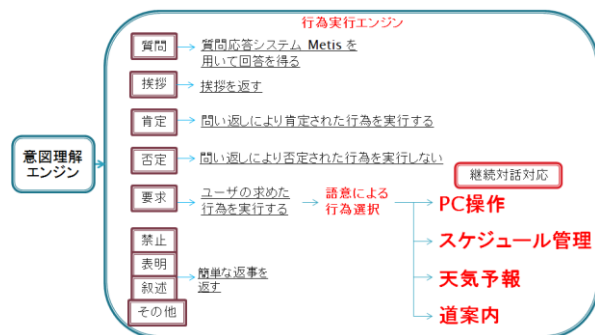 行為実行エンジン
質問
質問応答システム Metis を
用いて回答を得る
挨拶
挨拶を返す
肯定
問い返しにより肯定された行為を実行する
意図理解
エンジン
否定
問い返しにより否定された行為を実行しない
継続対話対応
要求
ユーザの求めた
行為を実行する
語意による
行為選択
PC操作
スケジュール管理
天気予報
道案内
禁止
表明
叙述
その他
簡単な返事を
返す